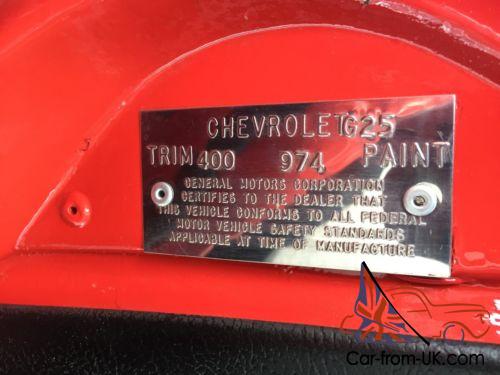 CHEVROLET G25
TRIM 400 974 PAINT
GENERAL MOTORS CORPORATION
CERTIFIES TO THE DEALER THAT
THIS VEHICLE CONFORMS TO ALL FEDERAL
MOTOR VEHICLE SAFETY STANDARDS
APPLICABLE AT TIME OF MANUFACTURE
Car-from-UK.com